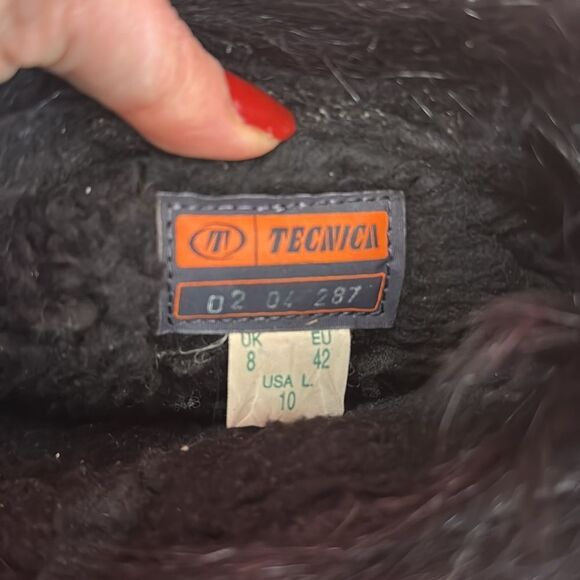 TECNICA
02 04 287
UK EU
8 42
USA L.
10